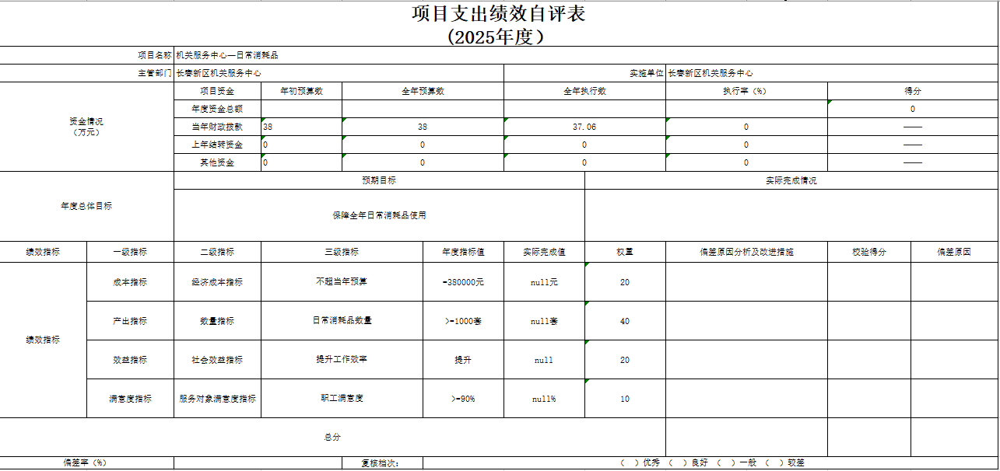 项目支出绩效自评表
(2025年度）
项目名称 机关服务中心—日常消耗品
主管部门 长春新区机关服务中心 实施单位 长春新区机关服务中心
资金情况
（万元）
项目资金 年初预算数 全年预算数 全年执行数 执行率（%） 得分
年度资金总额 0
当年财政拨款 38 38 37.06 0 ——
上年结转资金 0 0 0 0 ——
其他资金 0 0 0 0 ——
年度总体目标
预期目标 实际完成情况
保障全年日常消耗品使用
绩效指标 一级指标 二级指标 三级指标 年度指标值 实际完成值 权重 偏差原因分析及改进措施 校验得分 偏差原因
绩效指标
成本指标 经济成本指标 不超当年预算 =380000元 null元 20
产出指标 数量指标 日常消耗品数量 >=1000套 null套 40
效益指标 社会效益指标 提升工作效率 提升 null 20
满意度指标 服务对象满意度指标 职工满意度 >=90% null% 10
总分
偏差率（%） 复核档次： （ ）优秀 （ ）良好 （ ）一般 （ ）较差